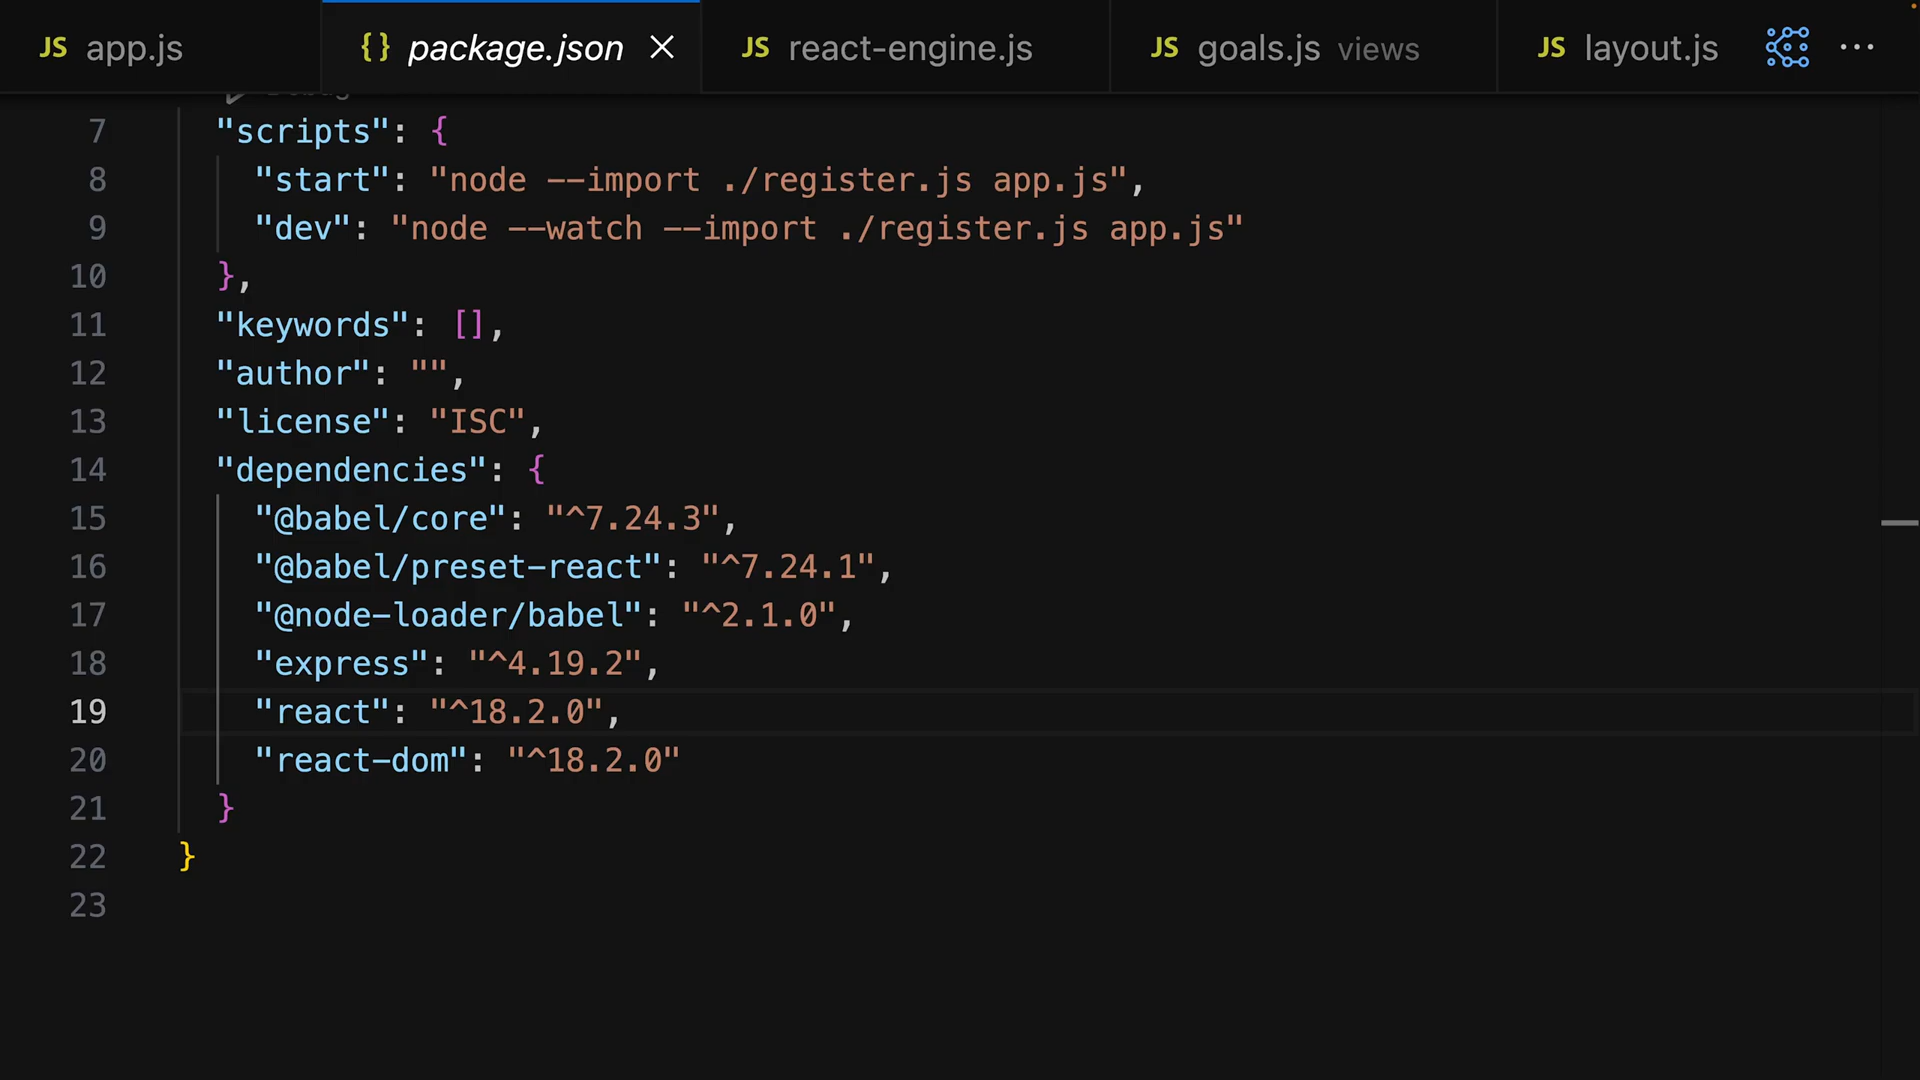 JS app.js
{} package.json
JS react-engine.js
JS goals.js views
JS layout.js
7 "scripts": {
8 "start": "node --import ./register.js app.js",
9 "dev": "node --watch --import ./register.js app.js"
10 },
11 "keywords": [],
12 "author": "",
13 "license": "ISC",
14 "dependencies": {
15 "@babel/core": "^7.24.3",
16 "@babel/preset-react": "^7.24.1",
17 "@node-loader/babel": "^2.1.0",
18 "express": "^4.19.2",
19 "react": "^18.2.0",
20 "react-dom": "^18.2.0"
21 }
22 }
23